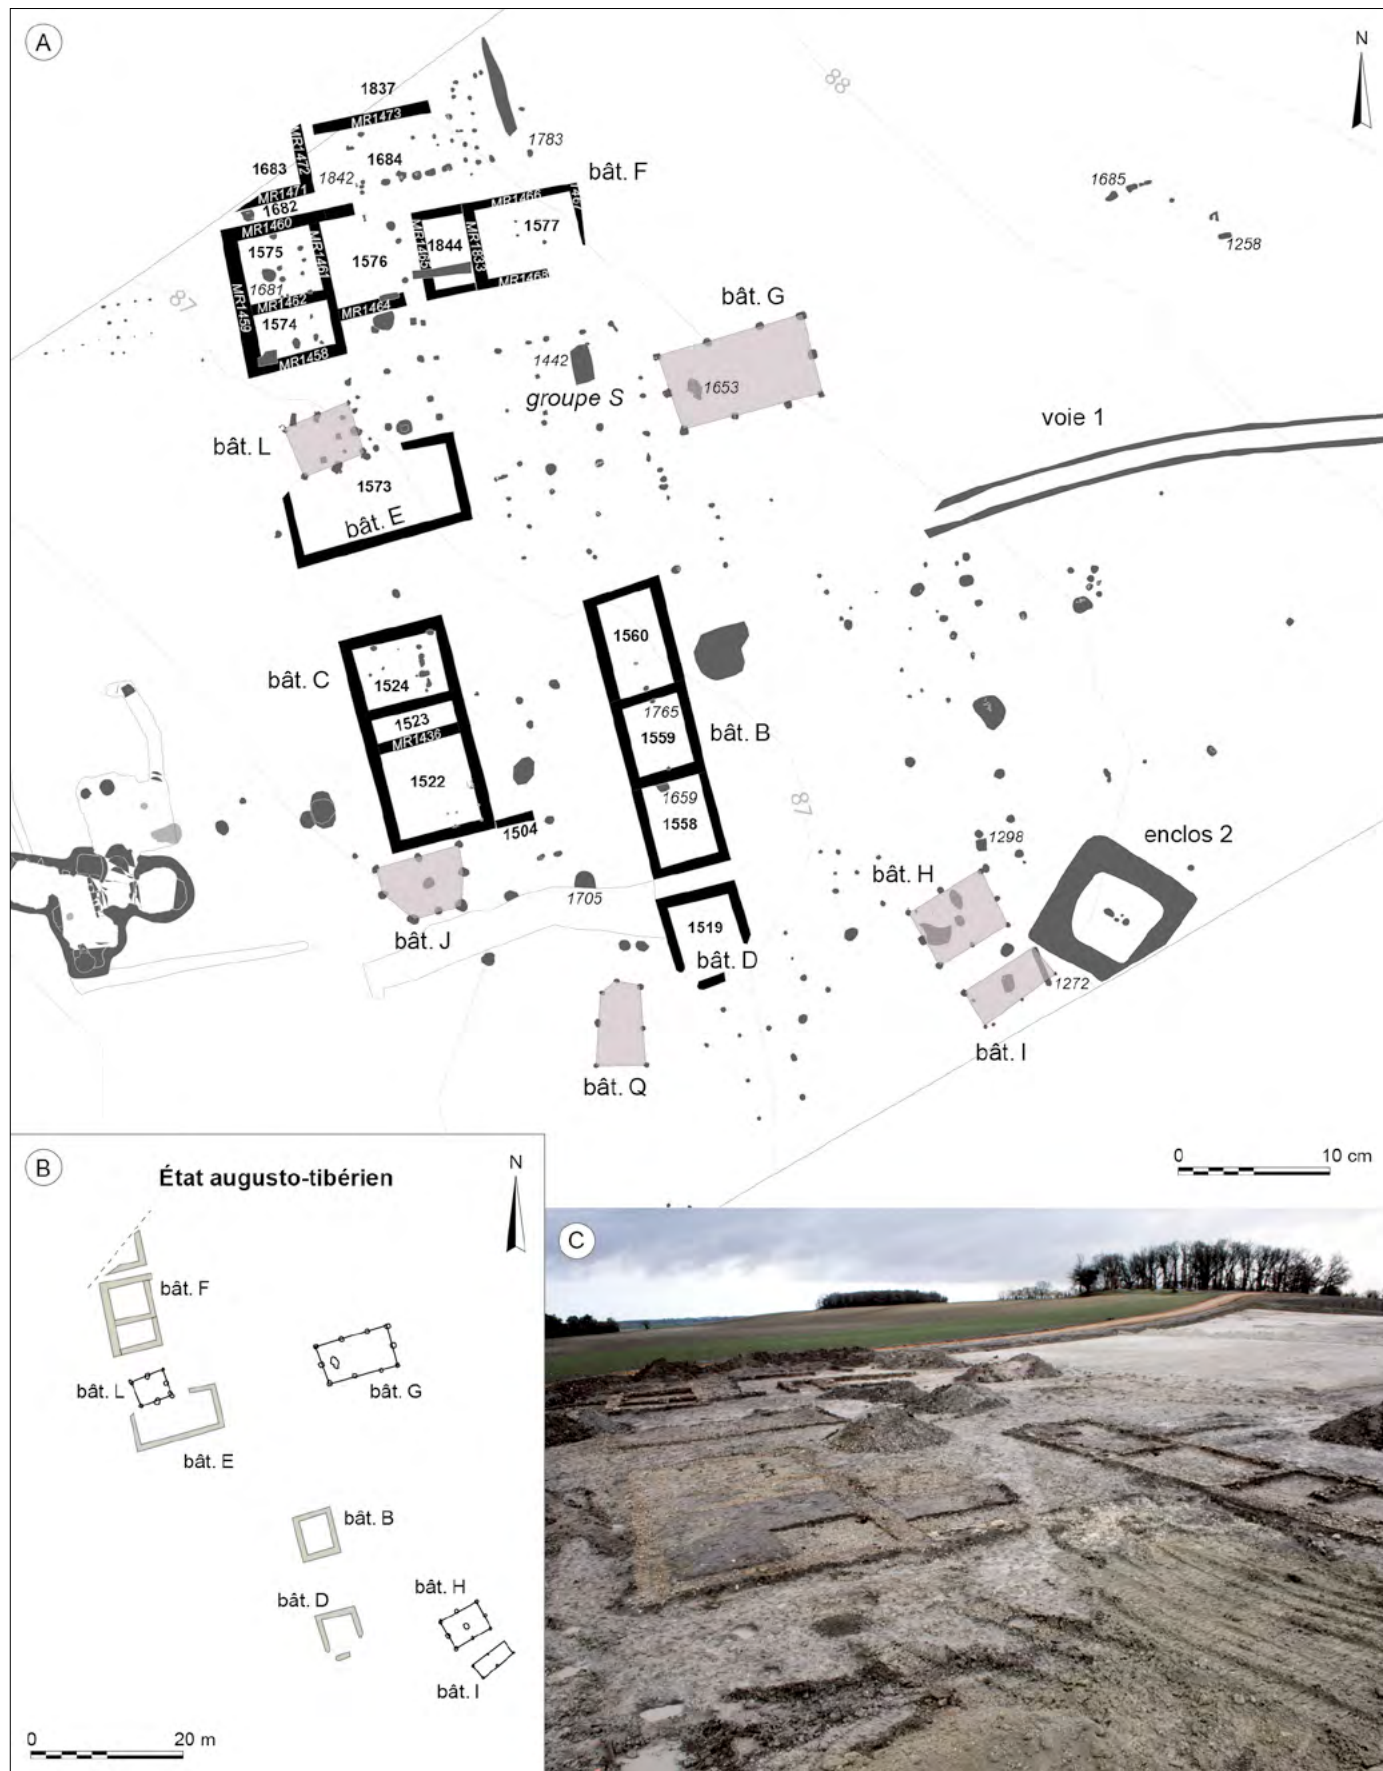 A
N
88
1837
MR1473
MR1472
1783
1683
1684
1842
bât. F
MR1471
1682
MR1466
1467
MR1460
1685
1575
MR1461
1576
MR1465
1844
MR1833
1577
1258
1681
MR1468
MR1459
MR1462
MR1464
87
1574
bât. G
MR1458
1442
groupe S
1653
voie 1
bât. L
1573
bât. E
1560
bât. C
1524
1765
1523
1559
bât. B
MR1436
1522
1659
87
1558
1504
1298
enclos 2
bât. H
1705
1519
bât. J
bât. D
1272
bât. I
bât. Q
0 10 cm
B
État augusto-tibérien
N
bât. F
bât. L
bât. G
bât. E
bât. B
bât. H
bât. D
bât. I
0 20 m
C